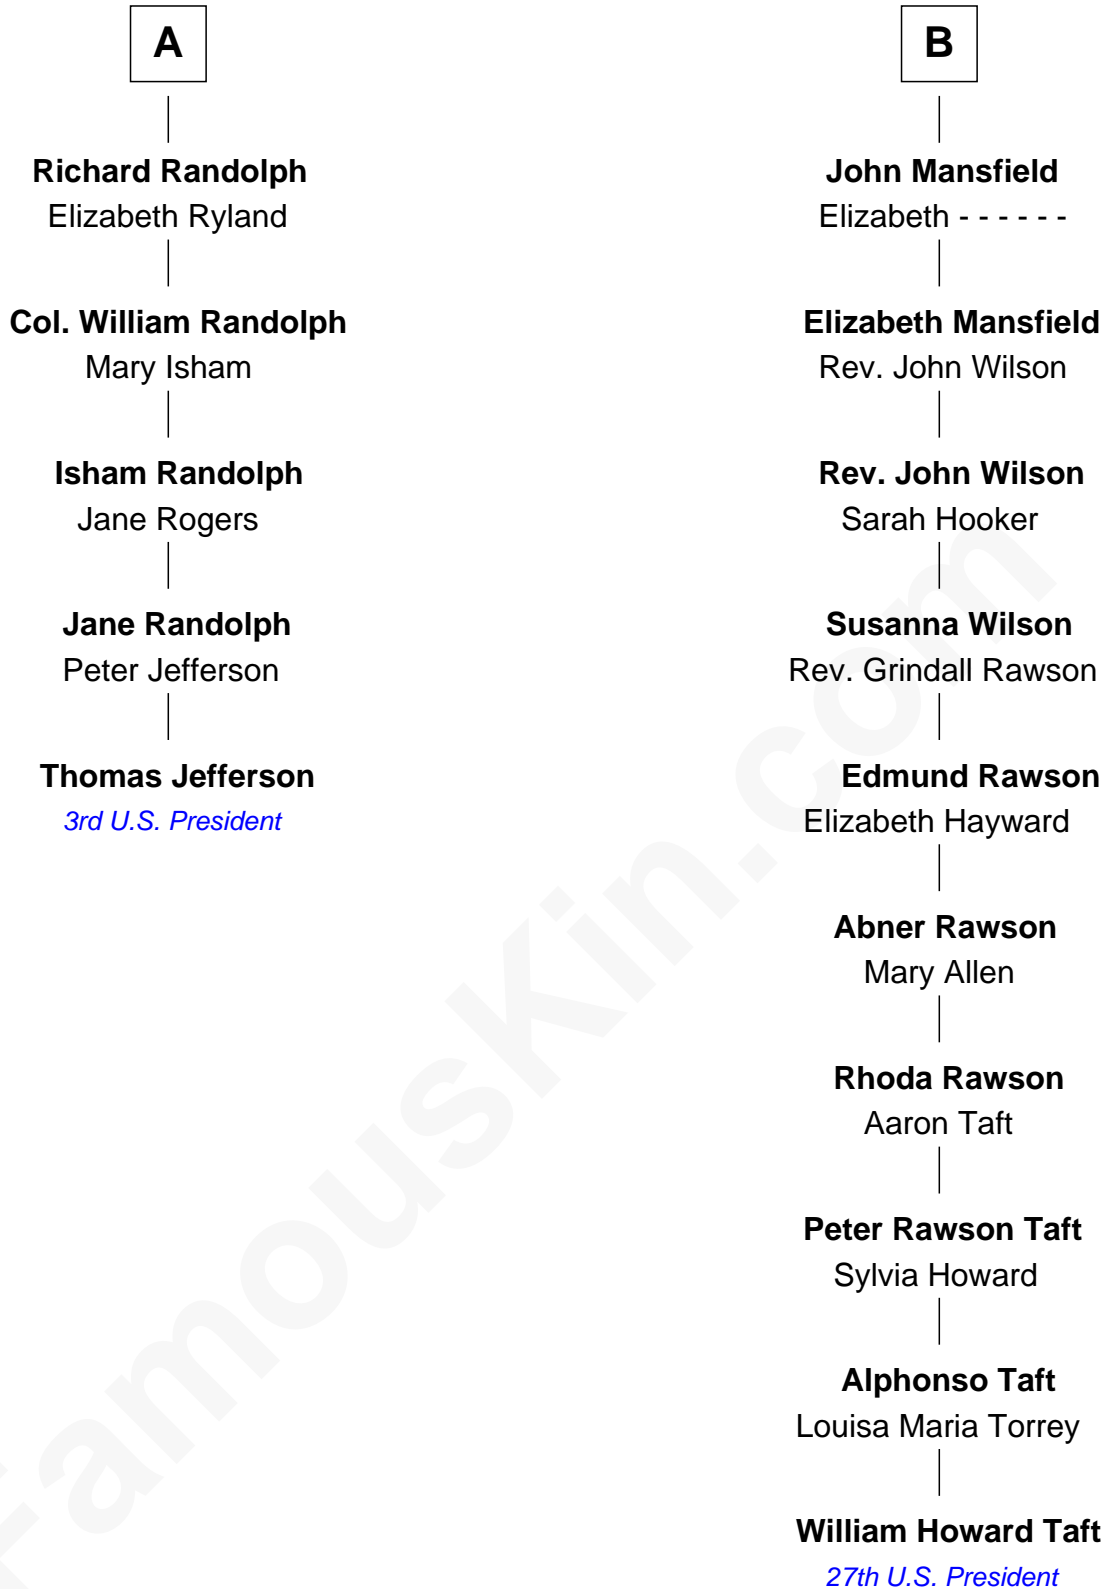 A
Richard Randolph
Elizabeth Ryland
Col. William Randolph
Mary Isham
Isham Randolph
Jane Rogers
Jane Randolph
Peter Jefferson
Thomas Jefferson
3rd U.S. President
B
John Mansfield
Elizabeth - - - - - -
Elizabeth Mansfield
Rev. John Wilson
Rev. John Wilson
Sarah Hooker
Susanna Wilson
Rev. Grindall Rawson
Edmund Rawson
Elizabeth Hayward
Abner Rawson
Mary Allen
Rhoda Rawson
Aaron Taft
Peter Rawson Taft
Sylvia Howard
Alphonso Taft
Louisa Maria Torrey
William Howard Taft
27th U.S. President
FamousKin.com